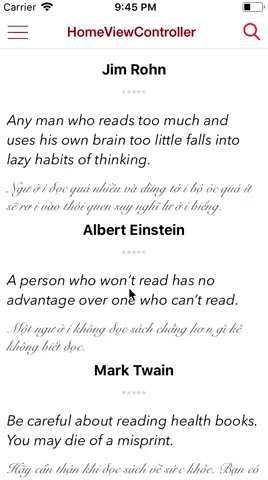 Carrier 9:45 PM
HomeViewController
Jim Rohn
*****
Any man who reads too much and
uses his own brain too little falls into
lazy habits of thinking.
Người đọc quá nhiều và dùng tới bộ óc quá ít
sẽ rơi vào thói quen suy nghĩ lười biếng.
Albert Einstein
*****
A person who won’t read has no
advantage over one who can’t read.
Một người không đọc sách chẳng hơn gì kẻ
không biết đọc.
Mark Twain
*****
Be careful about reading health books.
You may die of a misprint.
Hãy cẩn thận khi đọc sách về sức khỏe. Bạn có